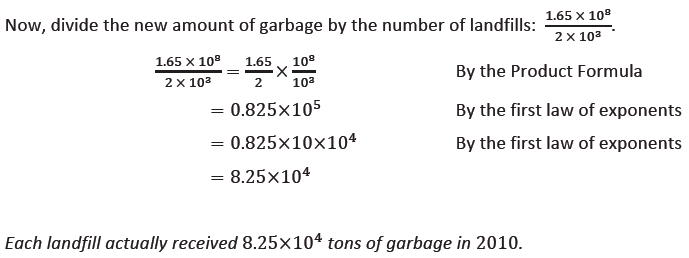 Now, divide the new amount of garbage by the number of landfills: (1.65 × 10⁸)/(2 × 10³).
(1.65 × 10⁸)/(2 × 10³) = 1.65/2 × 10⁸/10³ By the Product Formula
= 0.825×10⁵ By the first law of exponents
= 0.825×10×10⁴ By the first law of exponents
= 8.25×10⁴
Each landfill actually received 8.25×10⁴ tons of garbage in 2010.